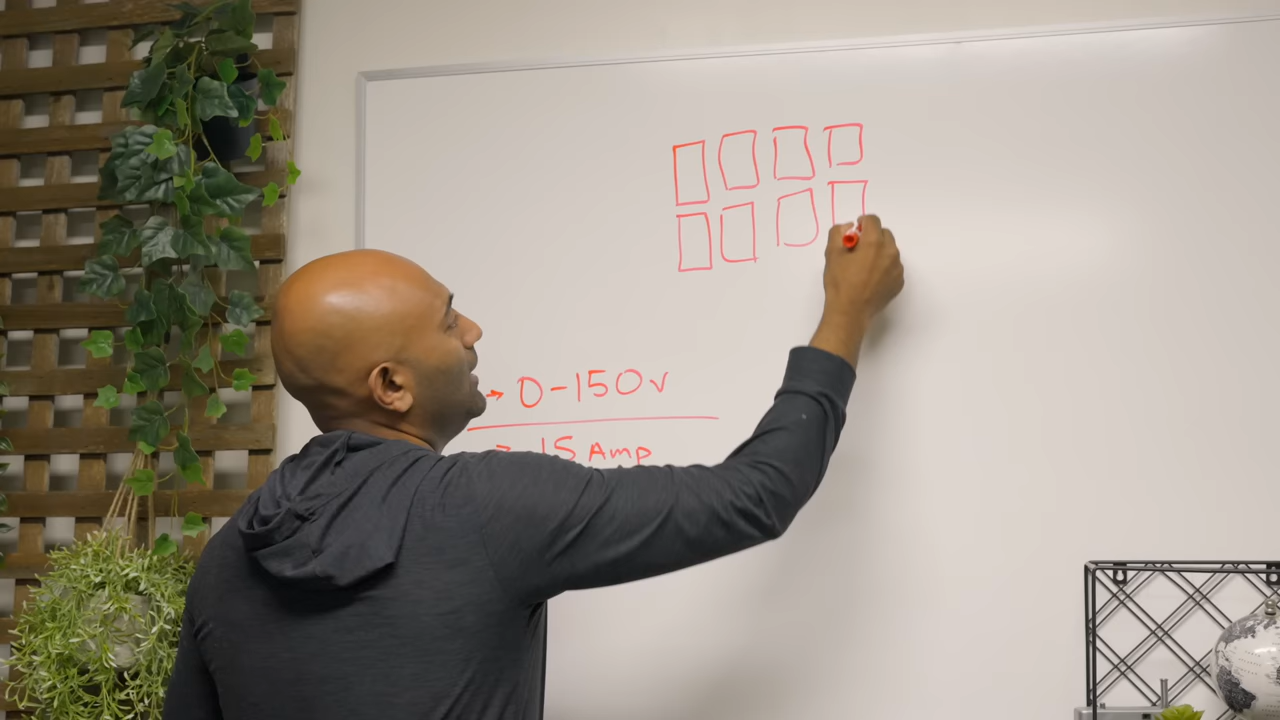 → 0-150v
→ 15 Amp